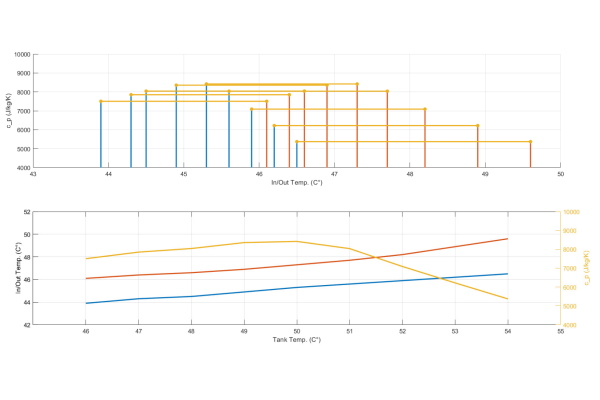 10000
9000
8000
7000
6000
5000
4000
c_p (J/kg/K)
43 44 45 46 47 48 49 50
In/Out Temp. (C°)
52
50
48
46
44
42
In/Out Temp. (C°)
10000
9000
8000
7000
6000
5000
4000
c_p (J/kg/K)
46 47 48 49 50 51 52 53 54 55
Tank Temp. (C°)